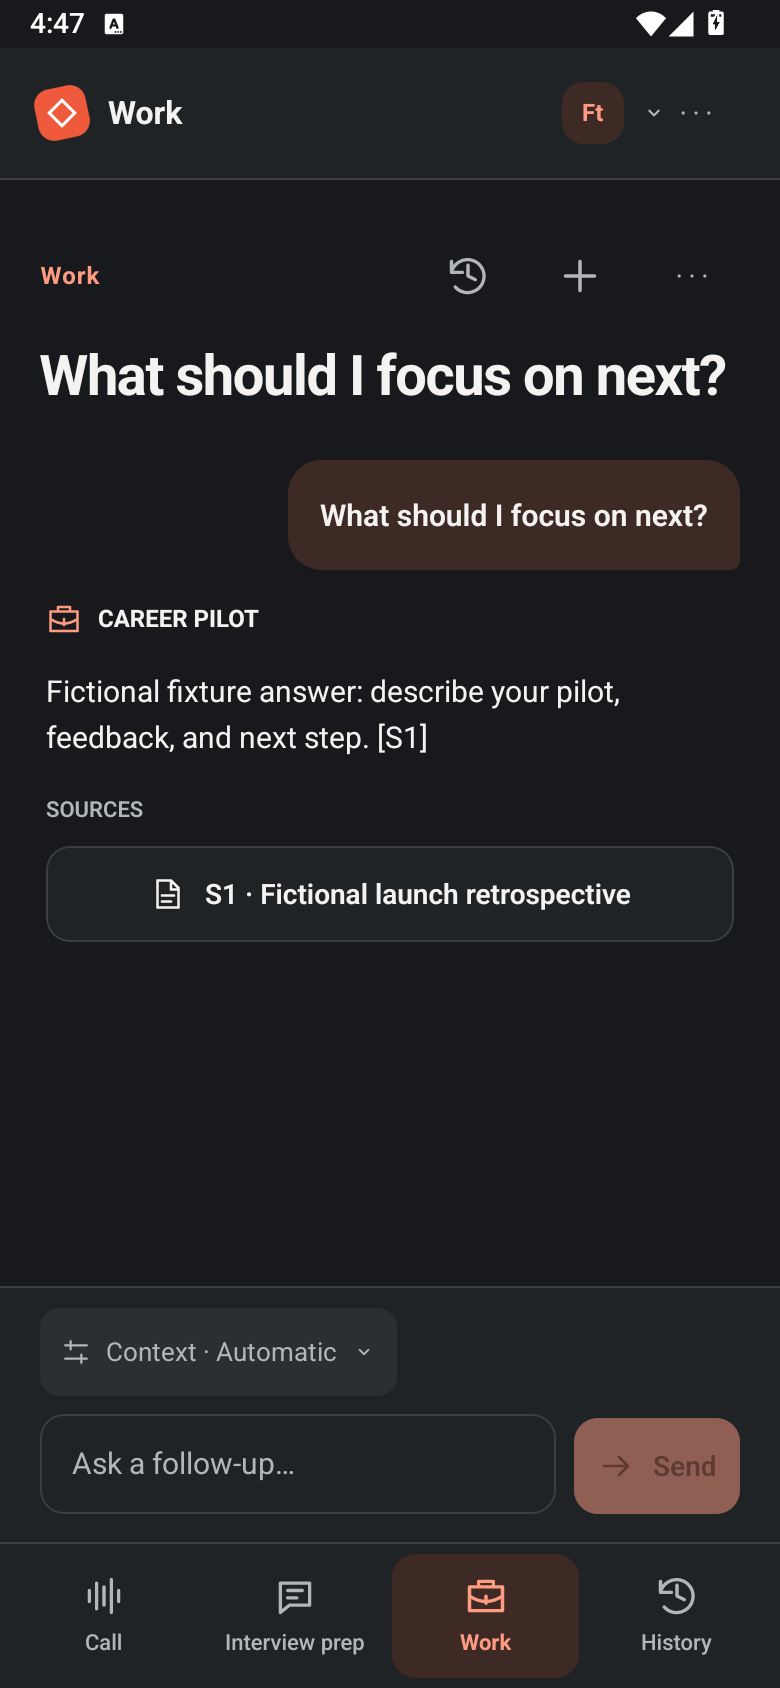 4:47
Work
Ft
Work
What should I focus on next?
What should I focus on next?
CAREER PILOT
Fictional fixture answer: describe your pilot,
feedback, and next step. [S1]
SOURCES
S1 · Fictional launch retrospective
Context · Automatic
Ask a follow-up…
Send
Call
Interview prep
Work
History